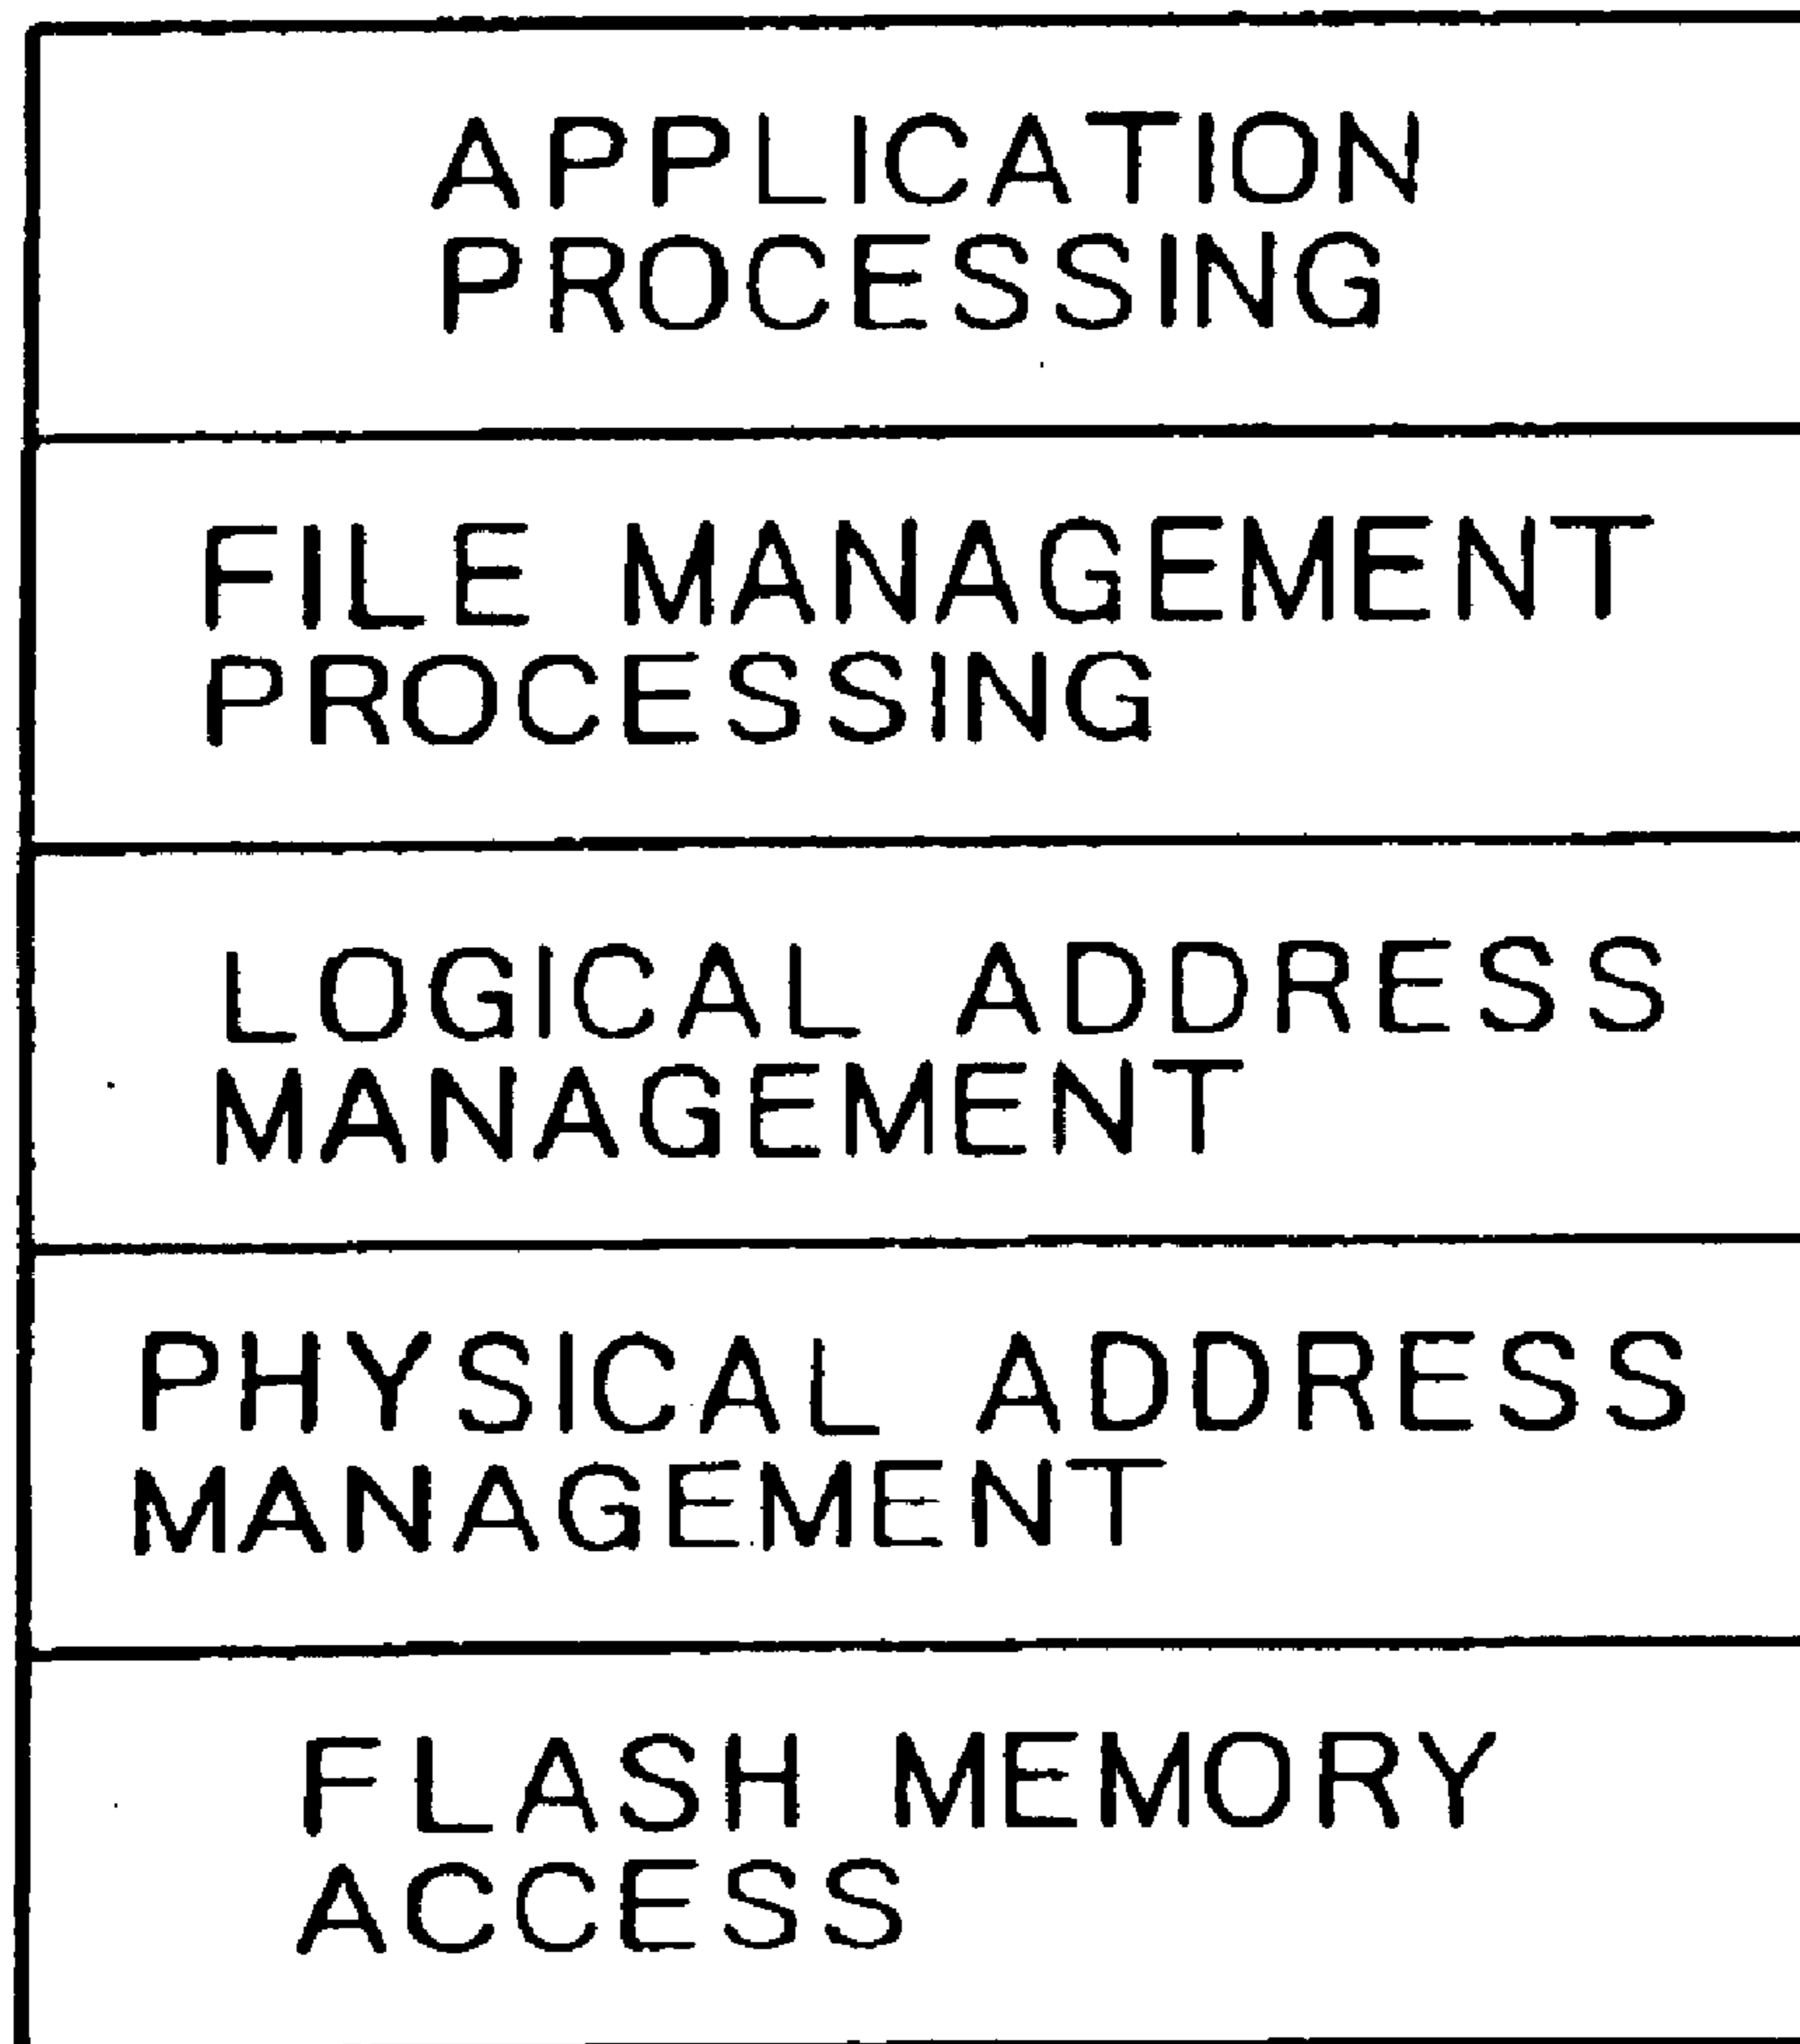 APPLICATION
PROCESSING
FILE MANAGEMENT
PROCESSING
LOGICAL ADDRESS
MANAGEMENT
PHYSICAL ADDRESS
MANAGEMENT
FLASH MEMORY
ACCESS